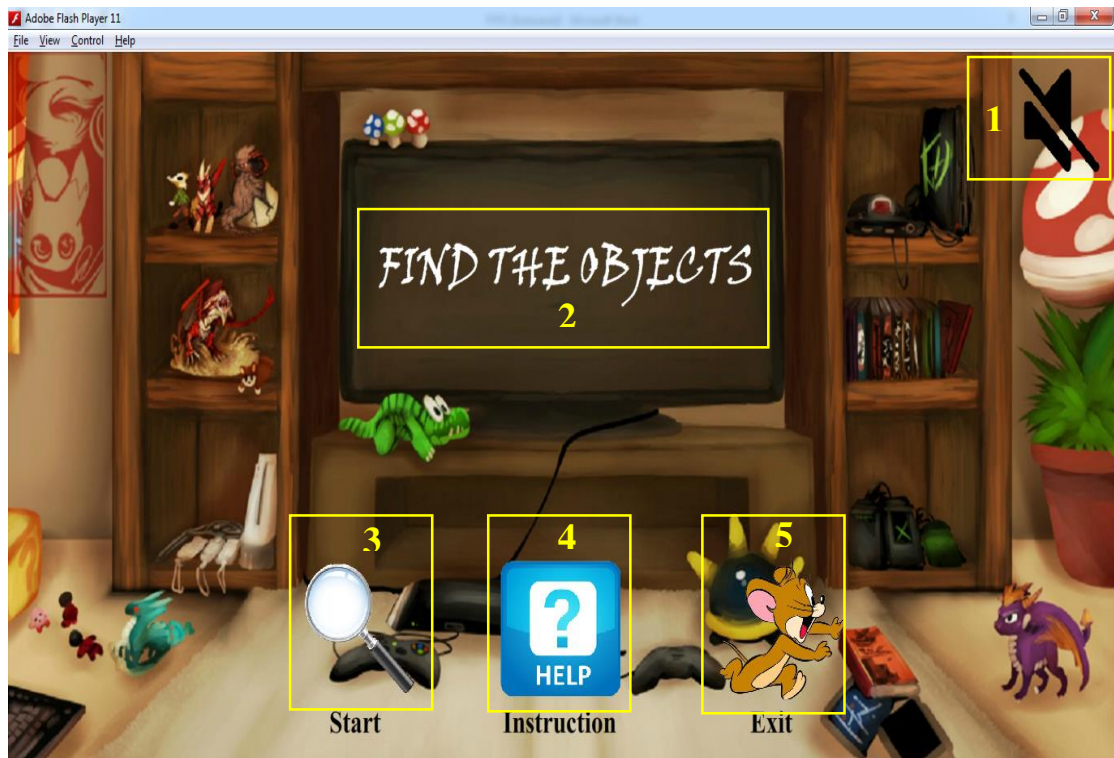 Adobe Flash Player 11
File View Control Help
1
FIND THE OBJECTS
2
3
4
5
?
HELP
Start
Instruction
Exit